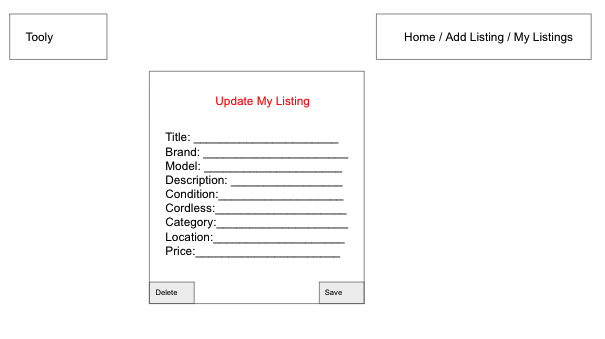 Tooly
Home / Add Listing / My Listings
Update My Listing
Title: ______________________
Brand: ______________________
Model: _____________________
Description: _________________
Condition:___________________
Cordless:____________________
Category:____________________
Location:____________________
Price:______________________
Delete
Save